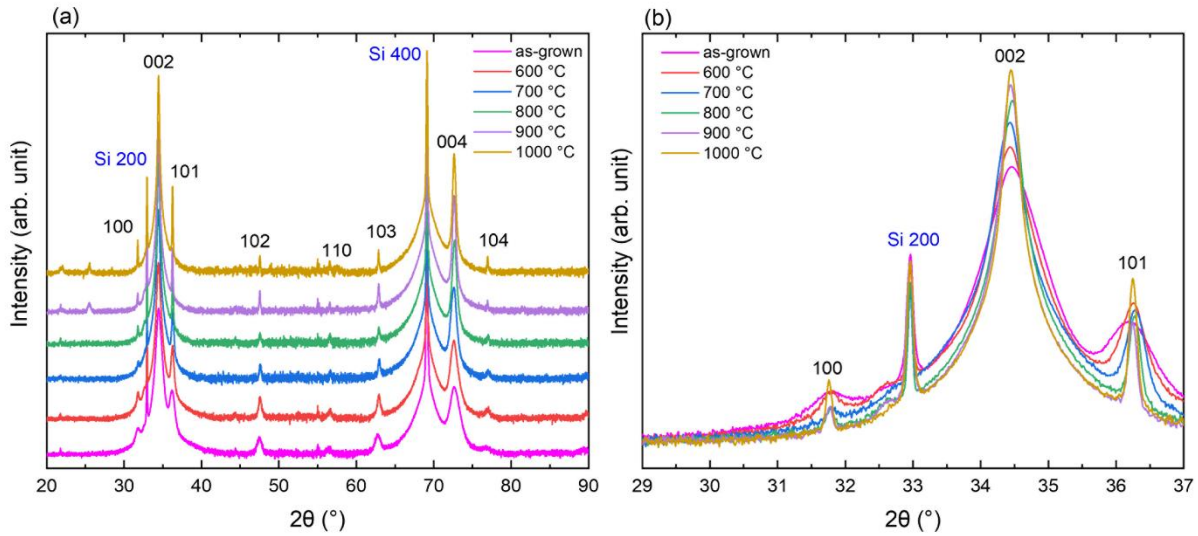 (a)
002
Si 400
as-grown
600 °C
700 °C
800 °C
900 °C
1000 °C
Si 200
101
004
100
102
110
103
104
Intensity (arb. unit)
20 30 40 50 60 70 80 90
2θ (°)
(b)
as-grown
600 °C
700 °C
800 °C
900 °C
1000 °C
002
Si 200
101
100
Intensity (arb. unit)
29 30 31 32 33 34 35 36 37
2θ (°)